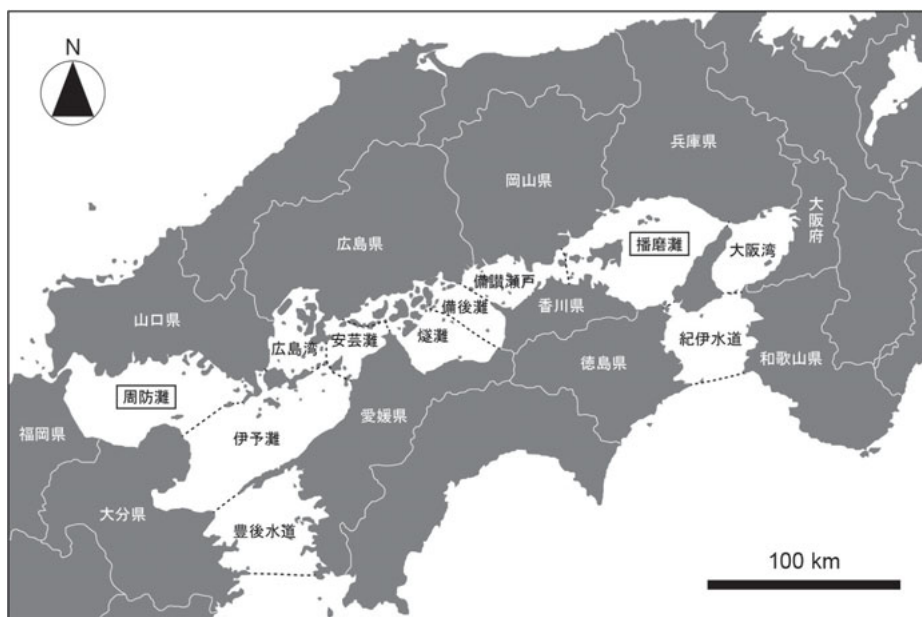 N
兵庫県
岡山県
大阪府
広島県
播磨灘
大阪湾
備讃瀬戸
山口県
備後灘
香川県
広島湾
安芸灘
燧灘
紀伊水道
徳島県
和歌山県
周防灘
愛媛県
福岡県
伊予灘
大分県
豊後水道
100 km